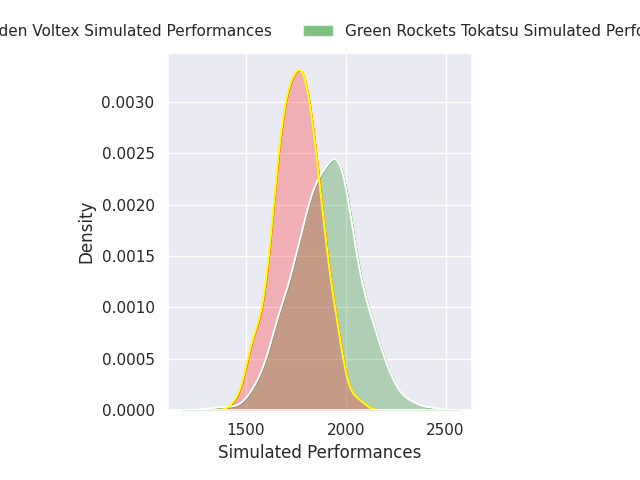 den Voltex Simulated Performances Green Rockets Tokatsu Simulated Perfo
0.0030
0.0025
0.0020
0.0015
0.0010
0.0005
0.0000
Density
1500 2000 2500
Simulated Performances